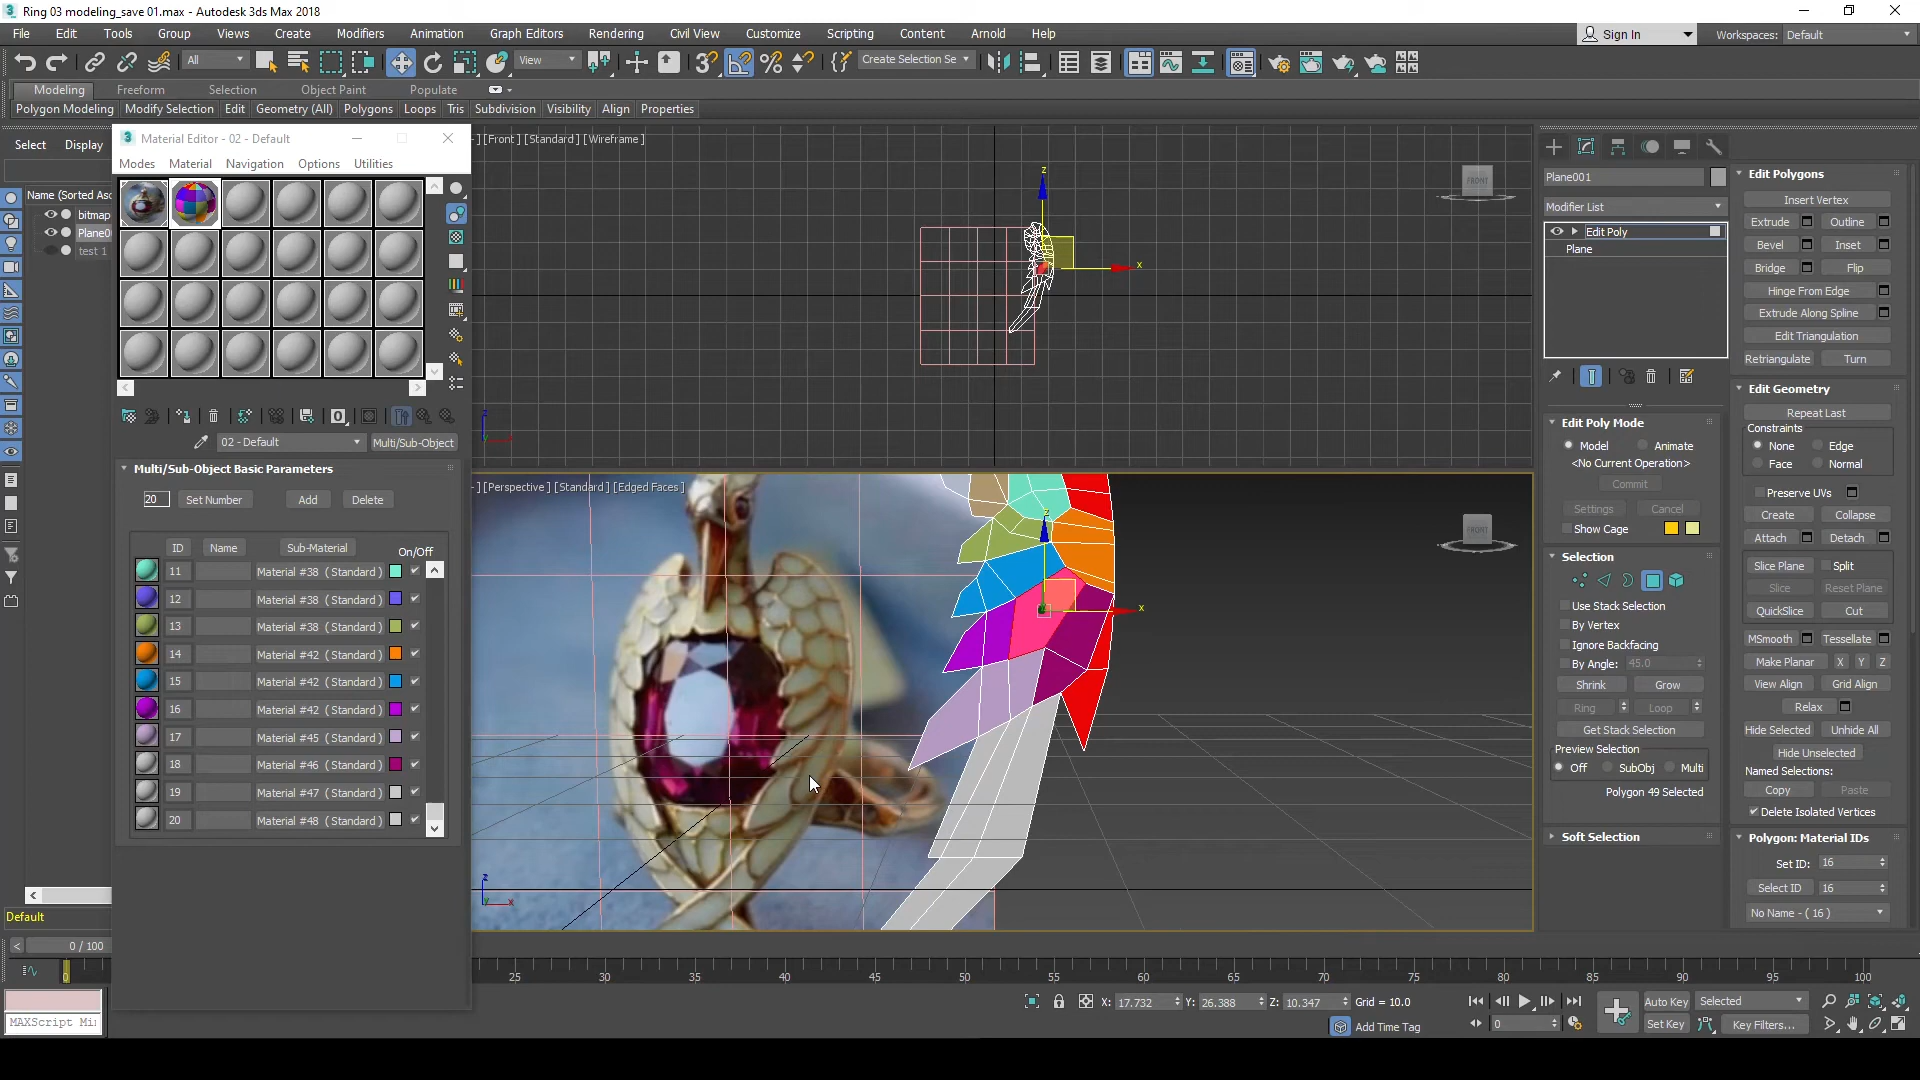 Ring 03 modeling_save 01.max - Autodesk 3ds Max 2018
File Edit Tools Group Views Create Modifiers Animation Graph Editors Rendering Civil View Customize Scripting Content Arnold Help
Sign In Workspaces: Default
All View Create Selection Se
Modeling Freeform Selection Object Paint Populate
Polygon Modeling Modify Selection Edit Geometry (All) Polygons Loops Tris Subdivision Visibility Align Properties
Select Display
Name (Sorted Asc
bitmap
Plane0
test 1
Default
Material Editor - 02 - Default
Modes Material Navigation Options Utilities
02 - Default Multi/Sub-Object
Multi/Sub-Object Basic Parameters
20 Set Number Add Delete
ID Name Sub-Material On/Off
11 Material #38 ( Standard )
12 Material #38 ( Standard )
13 Material #38 ( Standard )
14 Material #42 ( Standard )
15 Material #42 ( Standard )
16 Material #42 ( Standard )
17 Material #45 ( Standard )
18 Material #46 ( Standard )
19 Material #47 ( Standard )
20 Material #48 ( Standard )
[Front ] [Standard ] [Wireframe ]
z
x
FRONT
z
[Perspective ] [Standard ] [Edged Faces ]
z
x
FRONT
z
x
Plane001
Modifier List
Edit Poly
Plane
Edit Poly Mode
Model Animate
<No Current Operation>
Commit
Settings Cancel
Show Cage
Selection
Use Stack Selection
By Vertex
Ignore Backfacing
By Angle: 45.0
Shrink Grow
Ring Loop
Get Stack Selection
Preview Selection
Off SubObj Multi
Polygon 49 Selected
Soft Selection
Edit Polygons
Insert Vertex
Extrude Outline
Bevel Inset
Bridge Flip
Hinge From Edge
Extrude Along Spline
Edit Triangulation
Retriangulate Turn
Edit Geometry
Repeat Last
Constraints
None Edge
Face Normal
Preserve UVs
Create Collapse
Attach Detach
Slice Plane Split
Slice Reset Plane
QuickSlice Cut
MSmooth Tessellate
Make Planar X Y Z
View Align Grid Align
Relax
Hide Selected Unhide All
Hide Unselected
Named Selections:
Copy Paste
Delete Isolated Vertices
Polygon: Material IDs
Set ID: 16
Select ID 16
No Name - ( 16 )
< 0 / 100
0 25 30 35 40 45 50 55 60 65 70 75 80 85 90 95 100
X: 17.732 Y: 26.388 Z: 10.347 Grid = 10.0
Auto Key Selected
MAXScript Mi
Add Time Tag
0
Set Key Key Filters...